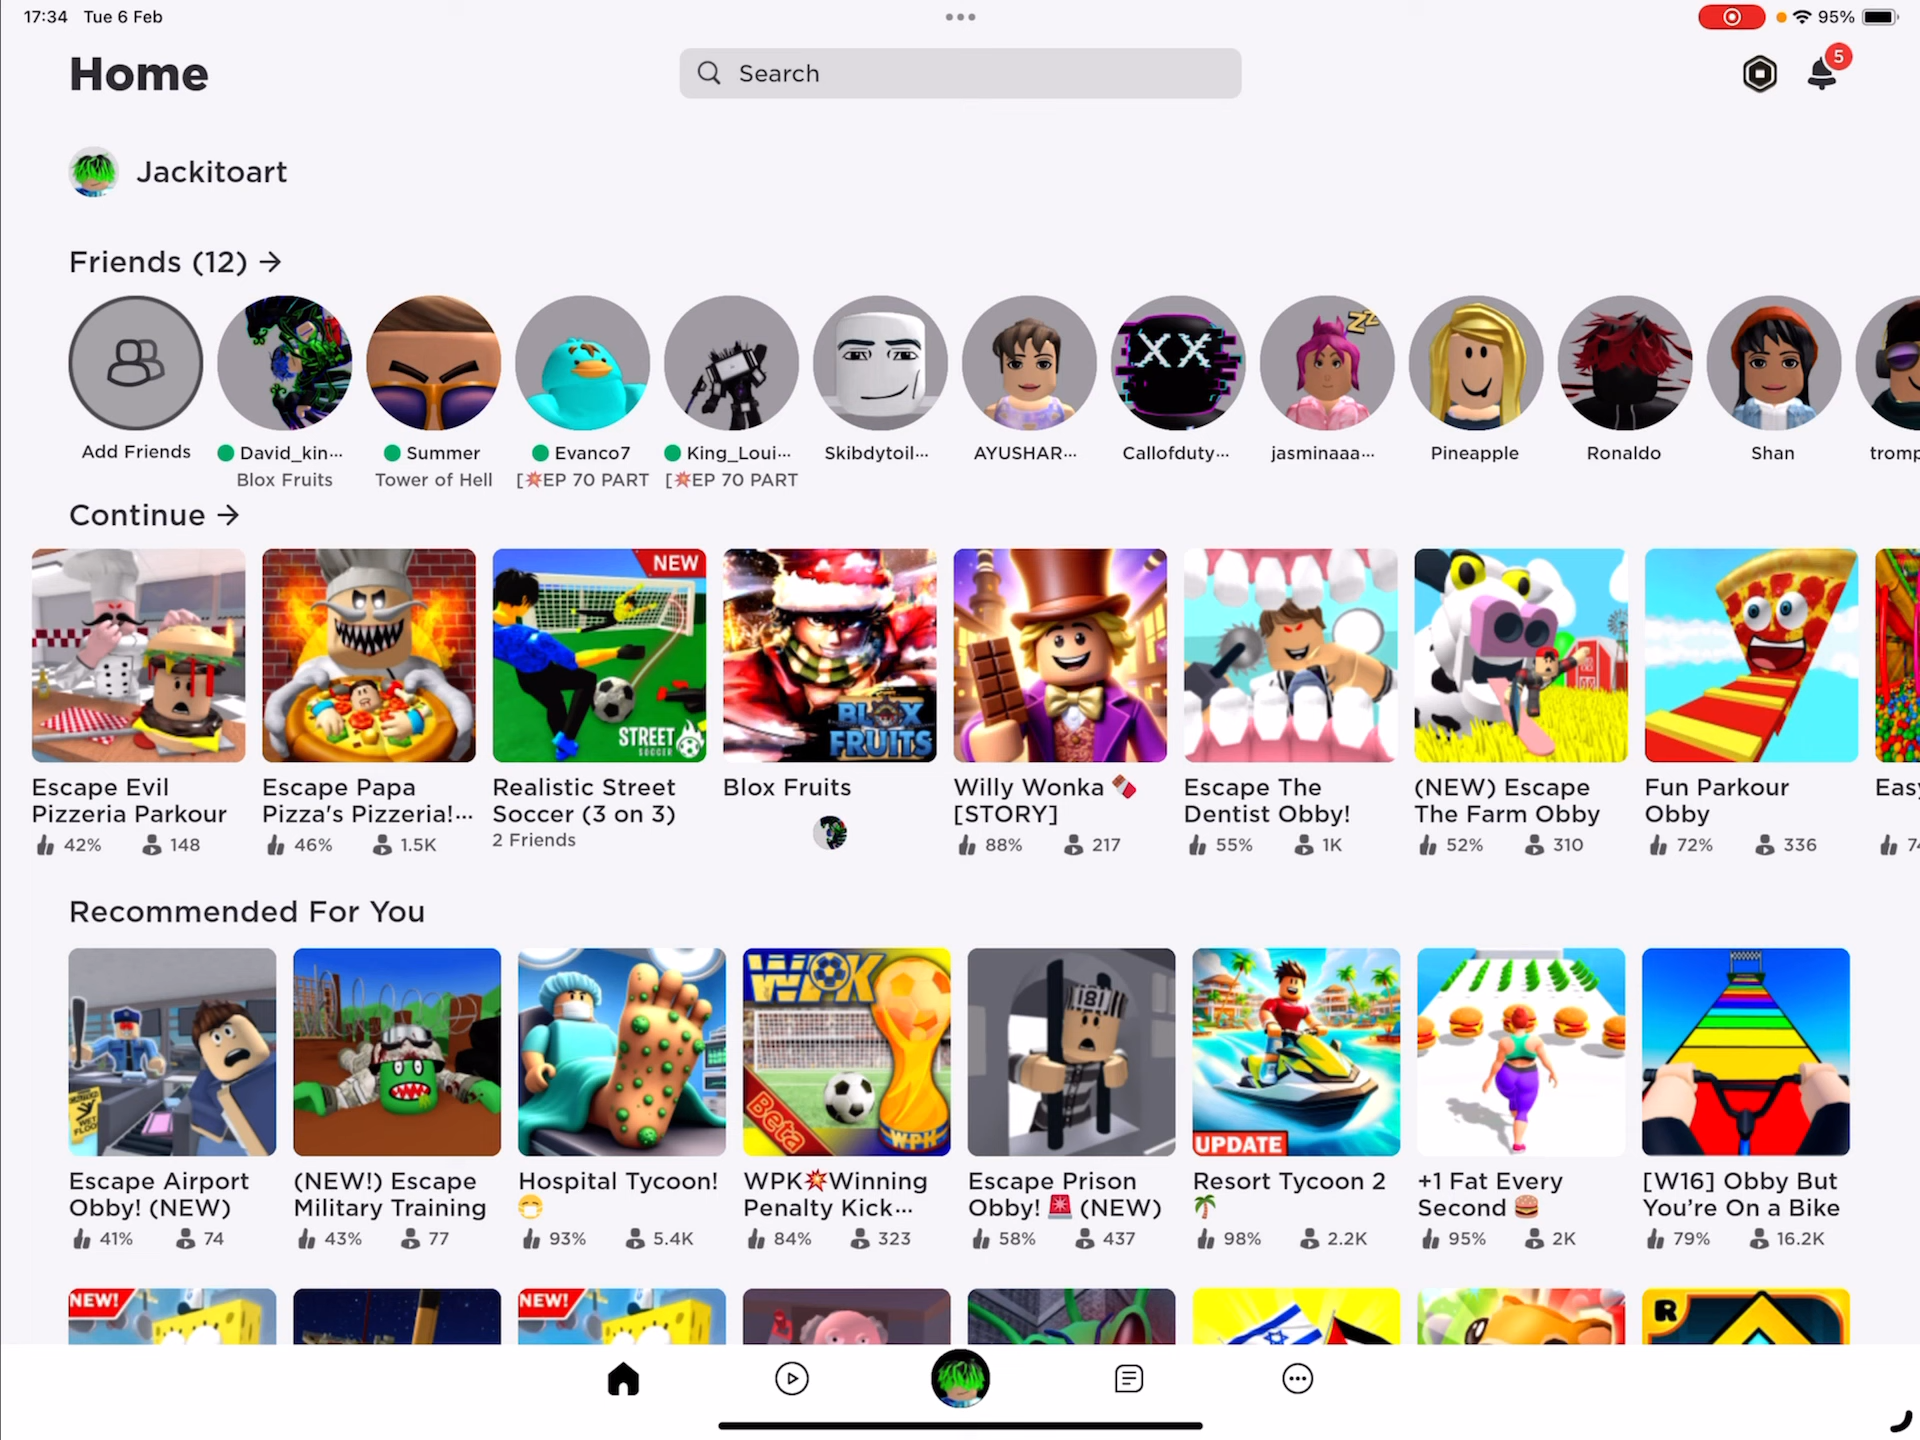 17:34 Tue 6 Feb
95%
Home
Search
5
Jackitoart
Friends (12)
Add Friends
David_kin...
Blox Fruits
Summer
Tower of Hell
Evanco7
[💥EP 70 PART
King_Loui...
[💥EP 70 PART
Skibdytoil...
AYUSHAR...
Callofduty...
jasminaaa...
Pineapple
Ronaldo
Shan
tromp
Continue
NEW
STREET
SOCCER
BLOX
FRUITS
Escape Evil
Pizzeria Parkour
42% 148
Escape Papa
Pizza's Pizzeria!...
46% 1.5K
Realistic Street
Soccer (3 on 3)
2 Friends
Blox Fruits
Willy Wonka 🍫
[STORY]
88% 217
Escape The
Dentist Obby!
55% 1K
(NEW) Escape
The Farm Obby
52% 310
Fun Parkour
Obby
72% 336
Eas
Recommended For You
WET
FLOO
WPK
Beta
WPK
181
UPDATE
Escape Airport
Obby! (NEW)
41% 74
(NEW!) Escape
Military Training
43% 77
Hospital Tycoon!
😷
93% 5.4K
WPK💥Winning
Penalty Kick...
84% 323
Escape Prison
Obby! 🚨 (NEW)
58% 437
Resort Tycoon 2
🌴
98% 2.2K
+1 Fat Every
Second 🍔
95% 2K
[W16] Obby But
You’re On a Bike
79% 16.2K
NEW!
NEW!
R